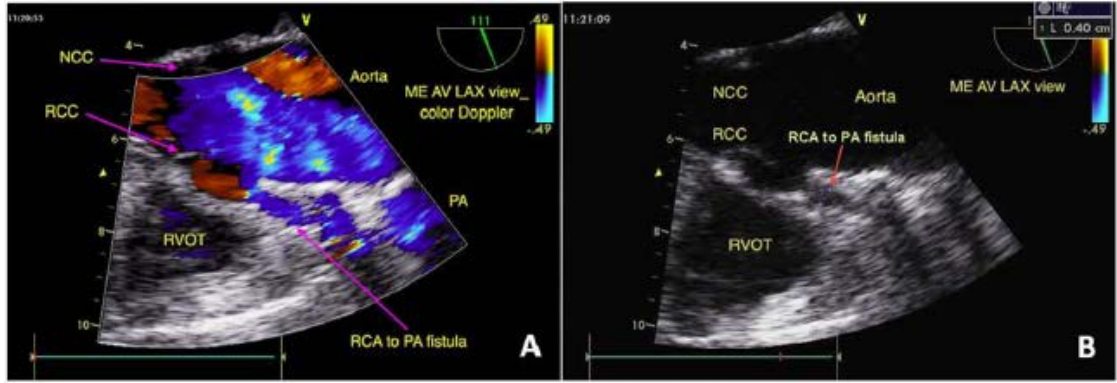 11:20:55
V
111
.49
4
NCC
Aorta
ME AV LAX view_
color Doppler
-.49
RCC
6
PA
8
RVOT
10
RCA to PA fistula
A
11:21:09
V
L 0.40 cm
4
NCC
Aorta
ME AV LAX view
-.49
RCC
6
RCA to PA fistula
8
RVOT
10
B